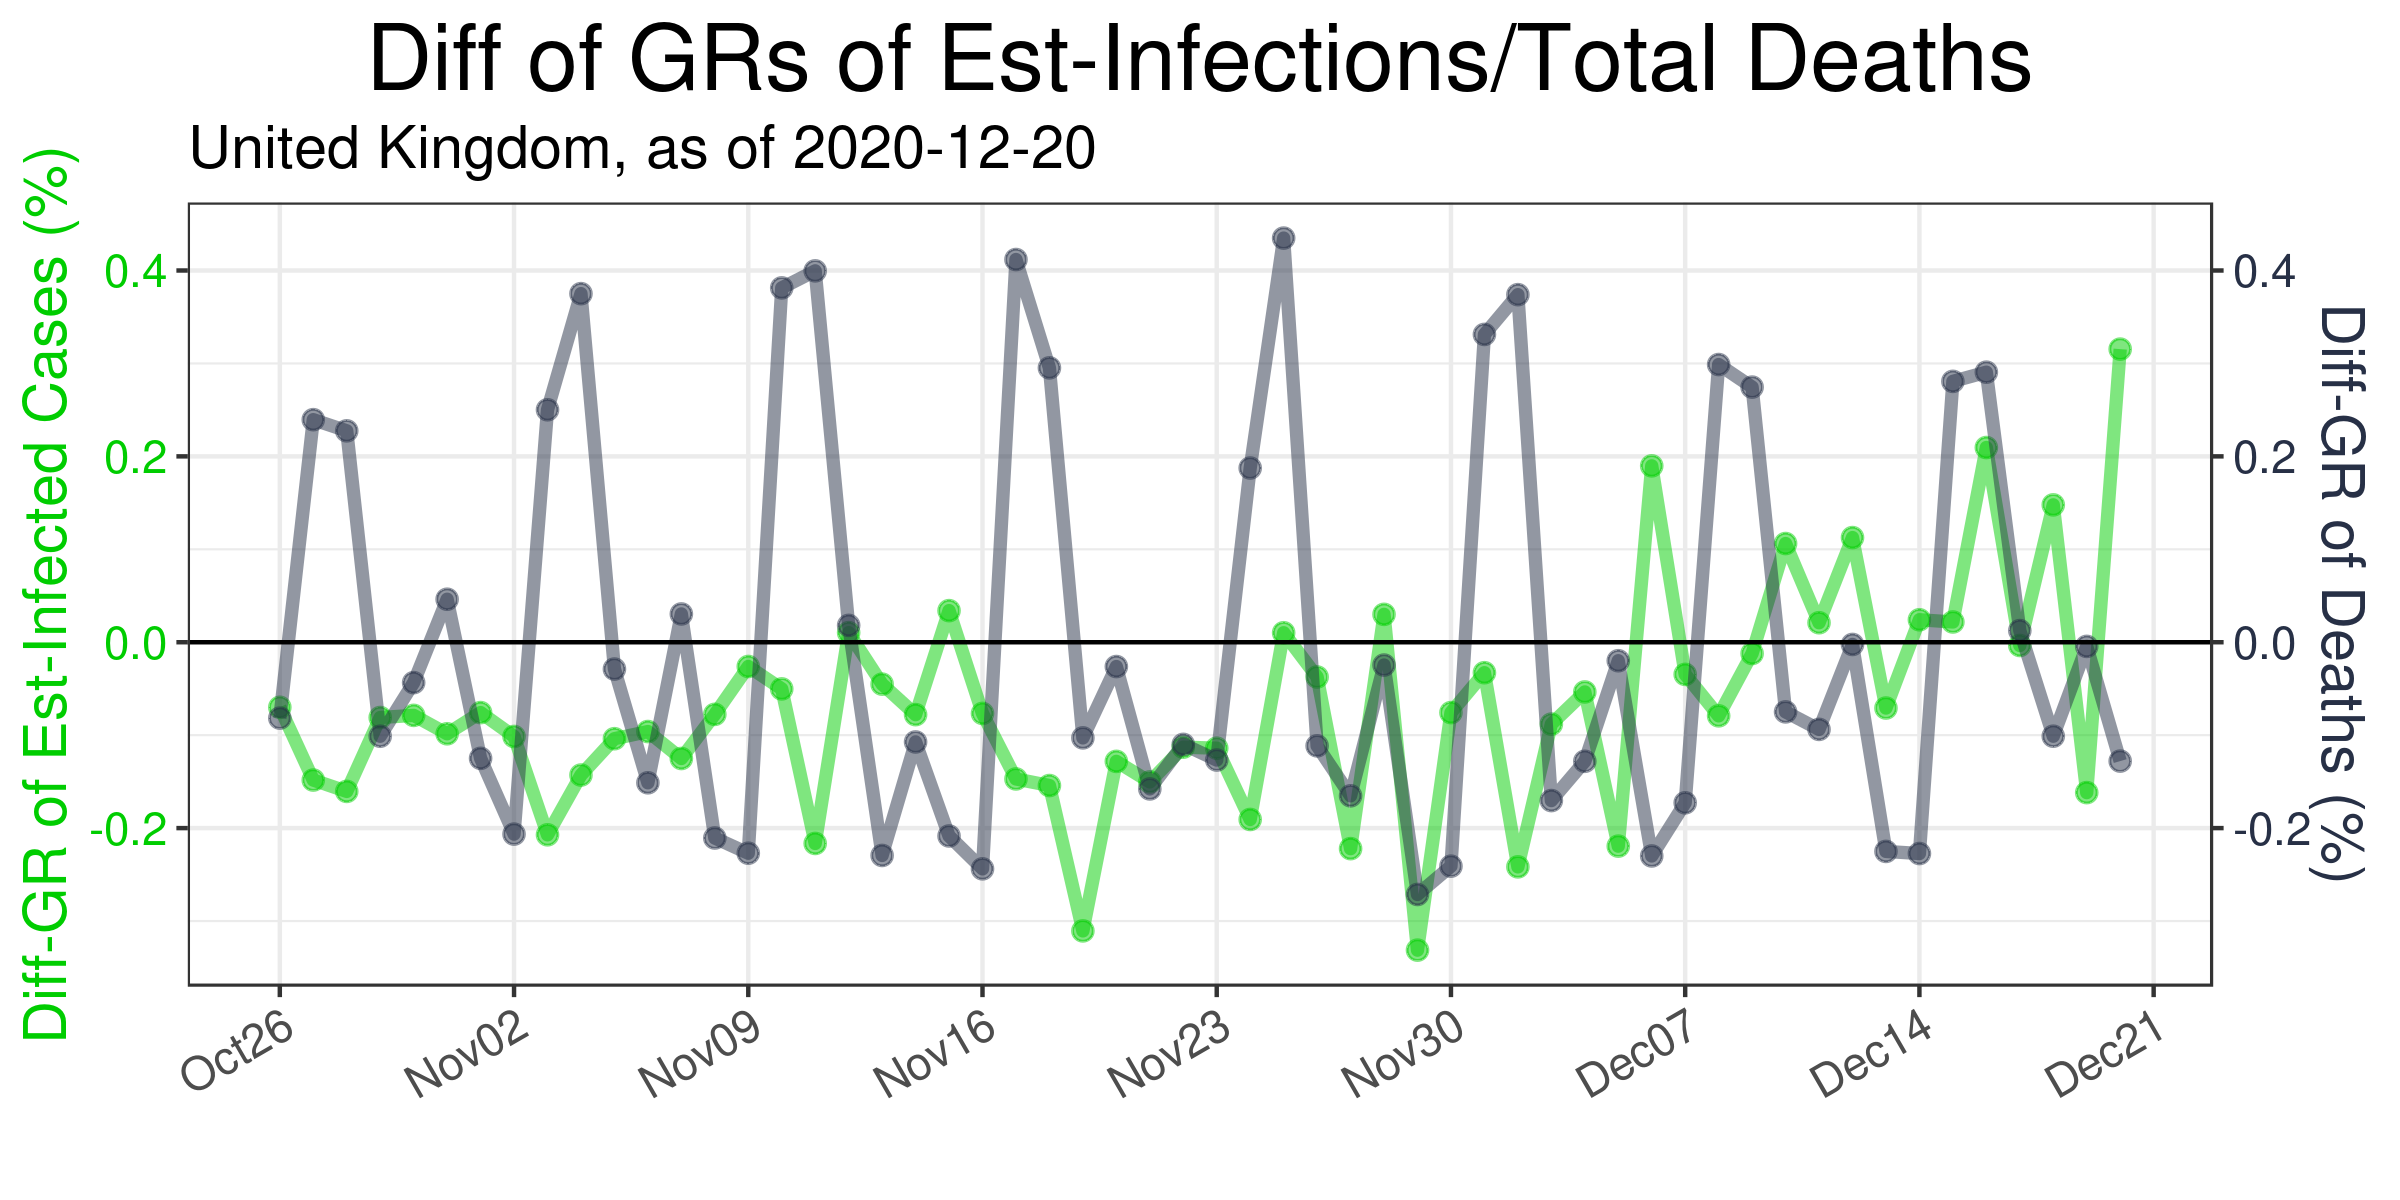 Diff of GRs of Est-Infections/Total Deaths
United Kingdom, as of 2020-12-20
Diff-GR of Est-Infected Cases (%)
0.4
0.2
0.0
-0.2
0.4
0.2
0.0
-0.2
Diff-GR of Deaths (%)
Oct26
Nov02
Nov09
Nov16
Nov23
Nov30
Dec07
Dec14
Dec21